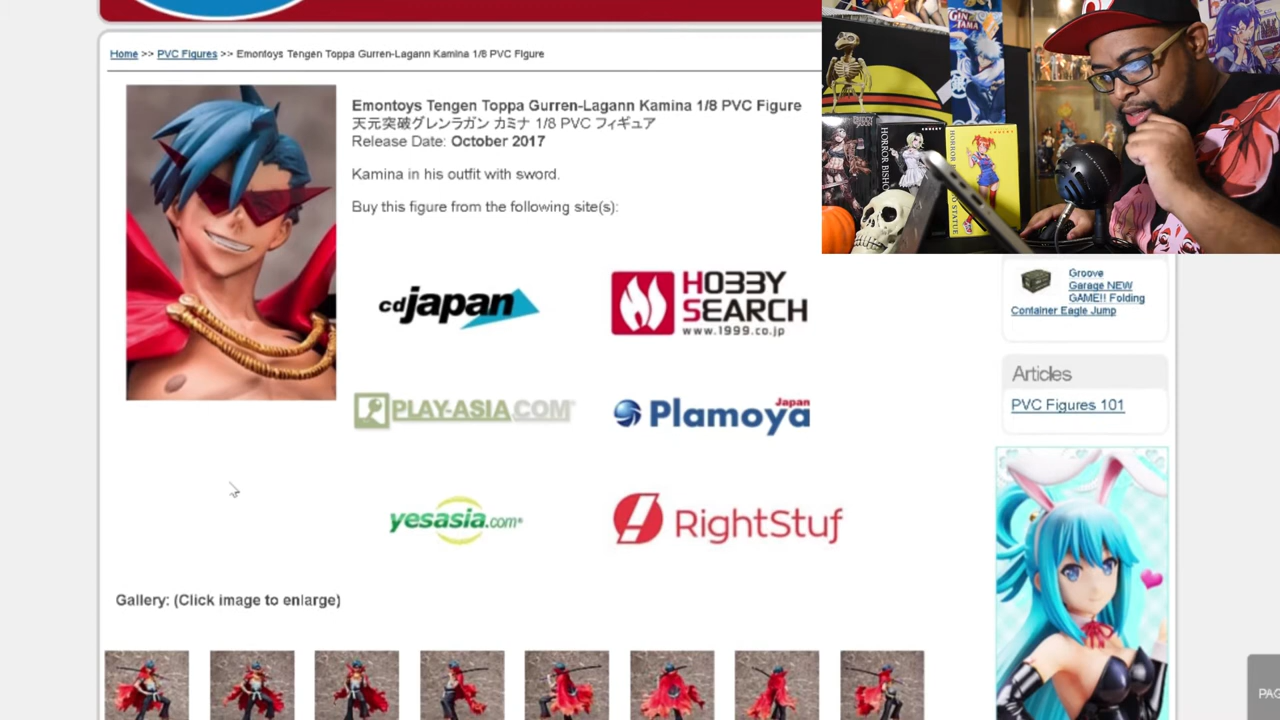 Home >> PVC Figures >> Emontoys Tengen Toppa Gurren-Lagann Kamina 1/8 PVC Figure
Emontoys Tengen Toppa Gurren-Lagann Kamina 1/8 PVC Figure
天元突破グレンラガン カミナ 1/8 PVC フィギュア
Release Date: October 2017
Kamina in his outfit with sword.
Buy this figure from the following site(s):
cdjapan
HOBBY
SEARCH
www.1999.co.jp
PLAY-ASIA.COM
Plamoya
Japan
yesasia.com
RightStuf
Gallery: (Click image to enlarge)
GINTAMA
HORROR BISHO
STATUE
Groove
Garage NEW
GAME!! Folding
Container Eagle Jump
Articles
PVC Figures 101